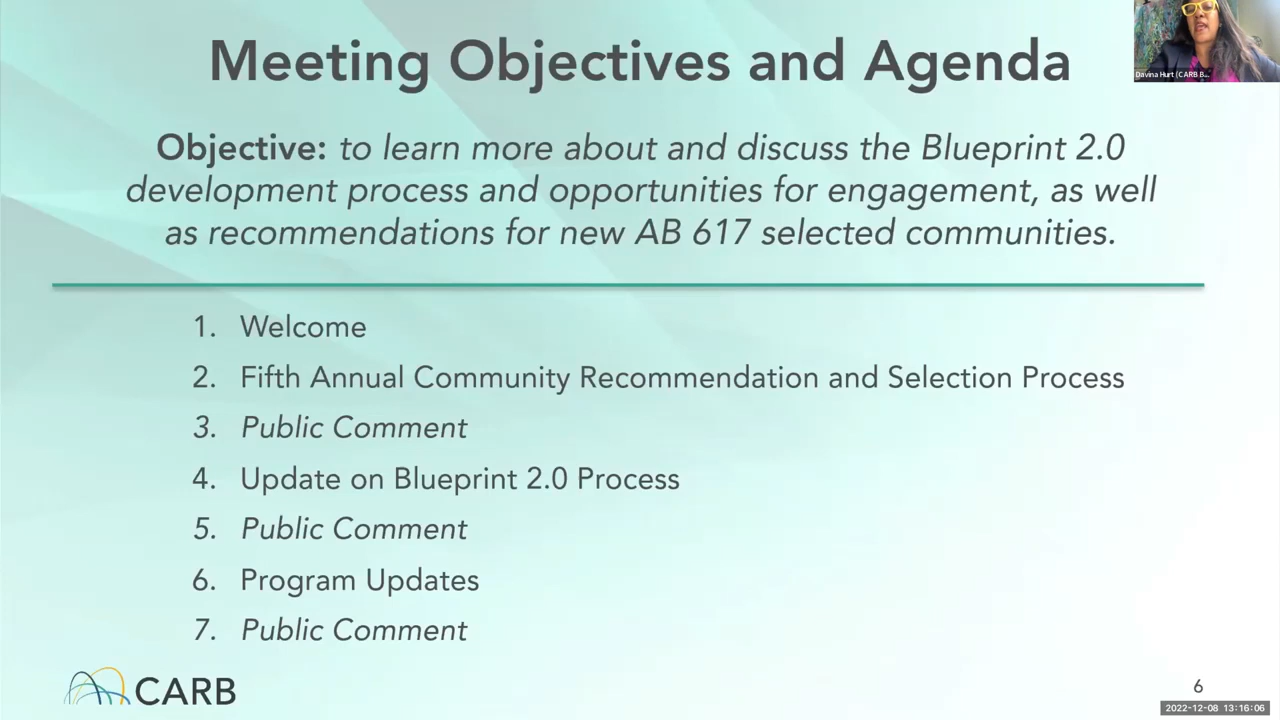 Meeting Objectives and Agenda
Davina Hurt (CARB B...
Objective: to learn more about and discuss the Blueprint 2.0
development process and opportunities for engagement, as well
as recommendations for new AB 617 selected communities.
1. Welcome
2. Fifth Annual Community Recommendation and Selection Process
3. Public Comment
4. Update on Blueprint 2.0 Process
5. Public Comment
6. Program Updates
7. Public Comment
CARB
6
2022-12-08 13:16:06